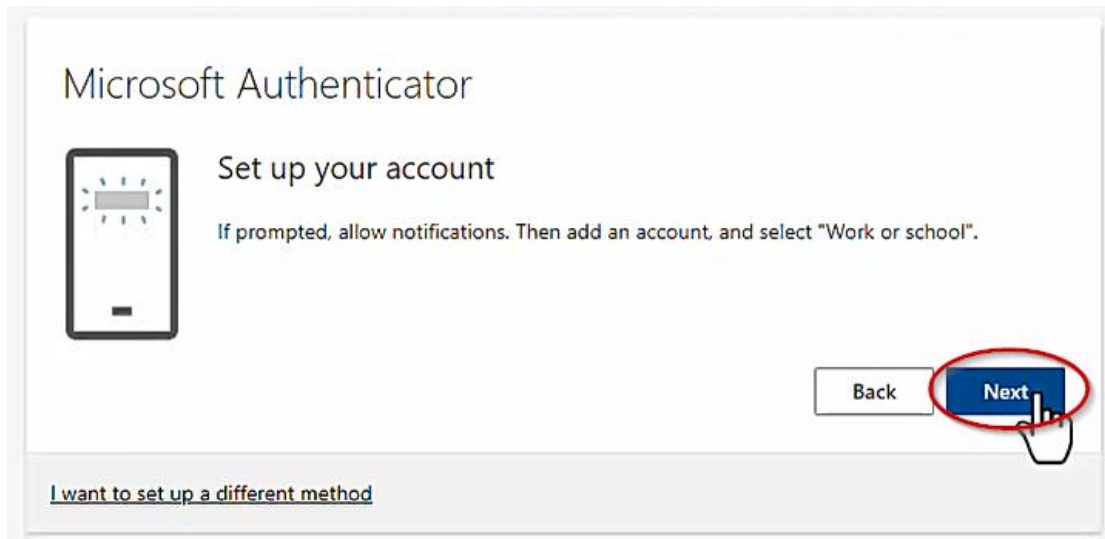 Microsoft Authenticator
Set up your account
If prompted, allow notifications. Then add an account, and select "Work or school".
Back
Next
I want to set up a different method